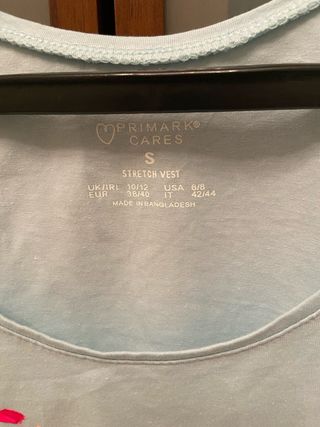 PRIMARK®
CARES
S
STRETCH VEST
UK/IRL 10/12 USA 6/8
EUR 38/40 IT 42/44
MADE IN BANGLADESH